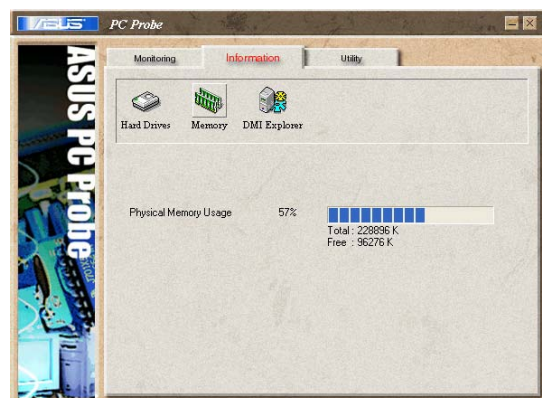 ASUS PC Probe
ASUS PC Probe
Monitoring Information Utility
Hard Drives Memory DMI Explorer
Physical Memory Usage 57%
Total : 228896 K
Free : 96276 K